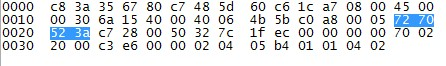 0000 c8 3a 35 67 80 c7 48 5d 60 c6 1c a7 08 00 45 00
0010 00 30 6a 15 40 00 40 06 4b 5b c0 a8 00 05 72 70
0020 52 3a c7 28 00 50 32 7c 1f ec 00 00 00 00 70 02
0030 20 00 c3 e6 00 00 02 04 05 b4 01 01 04 02